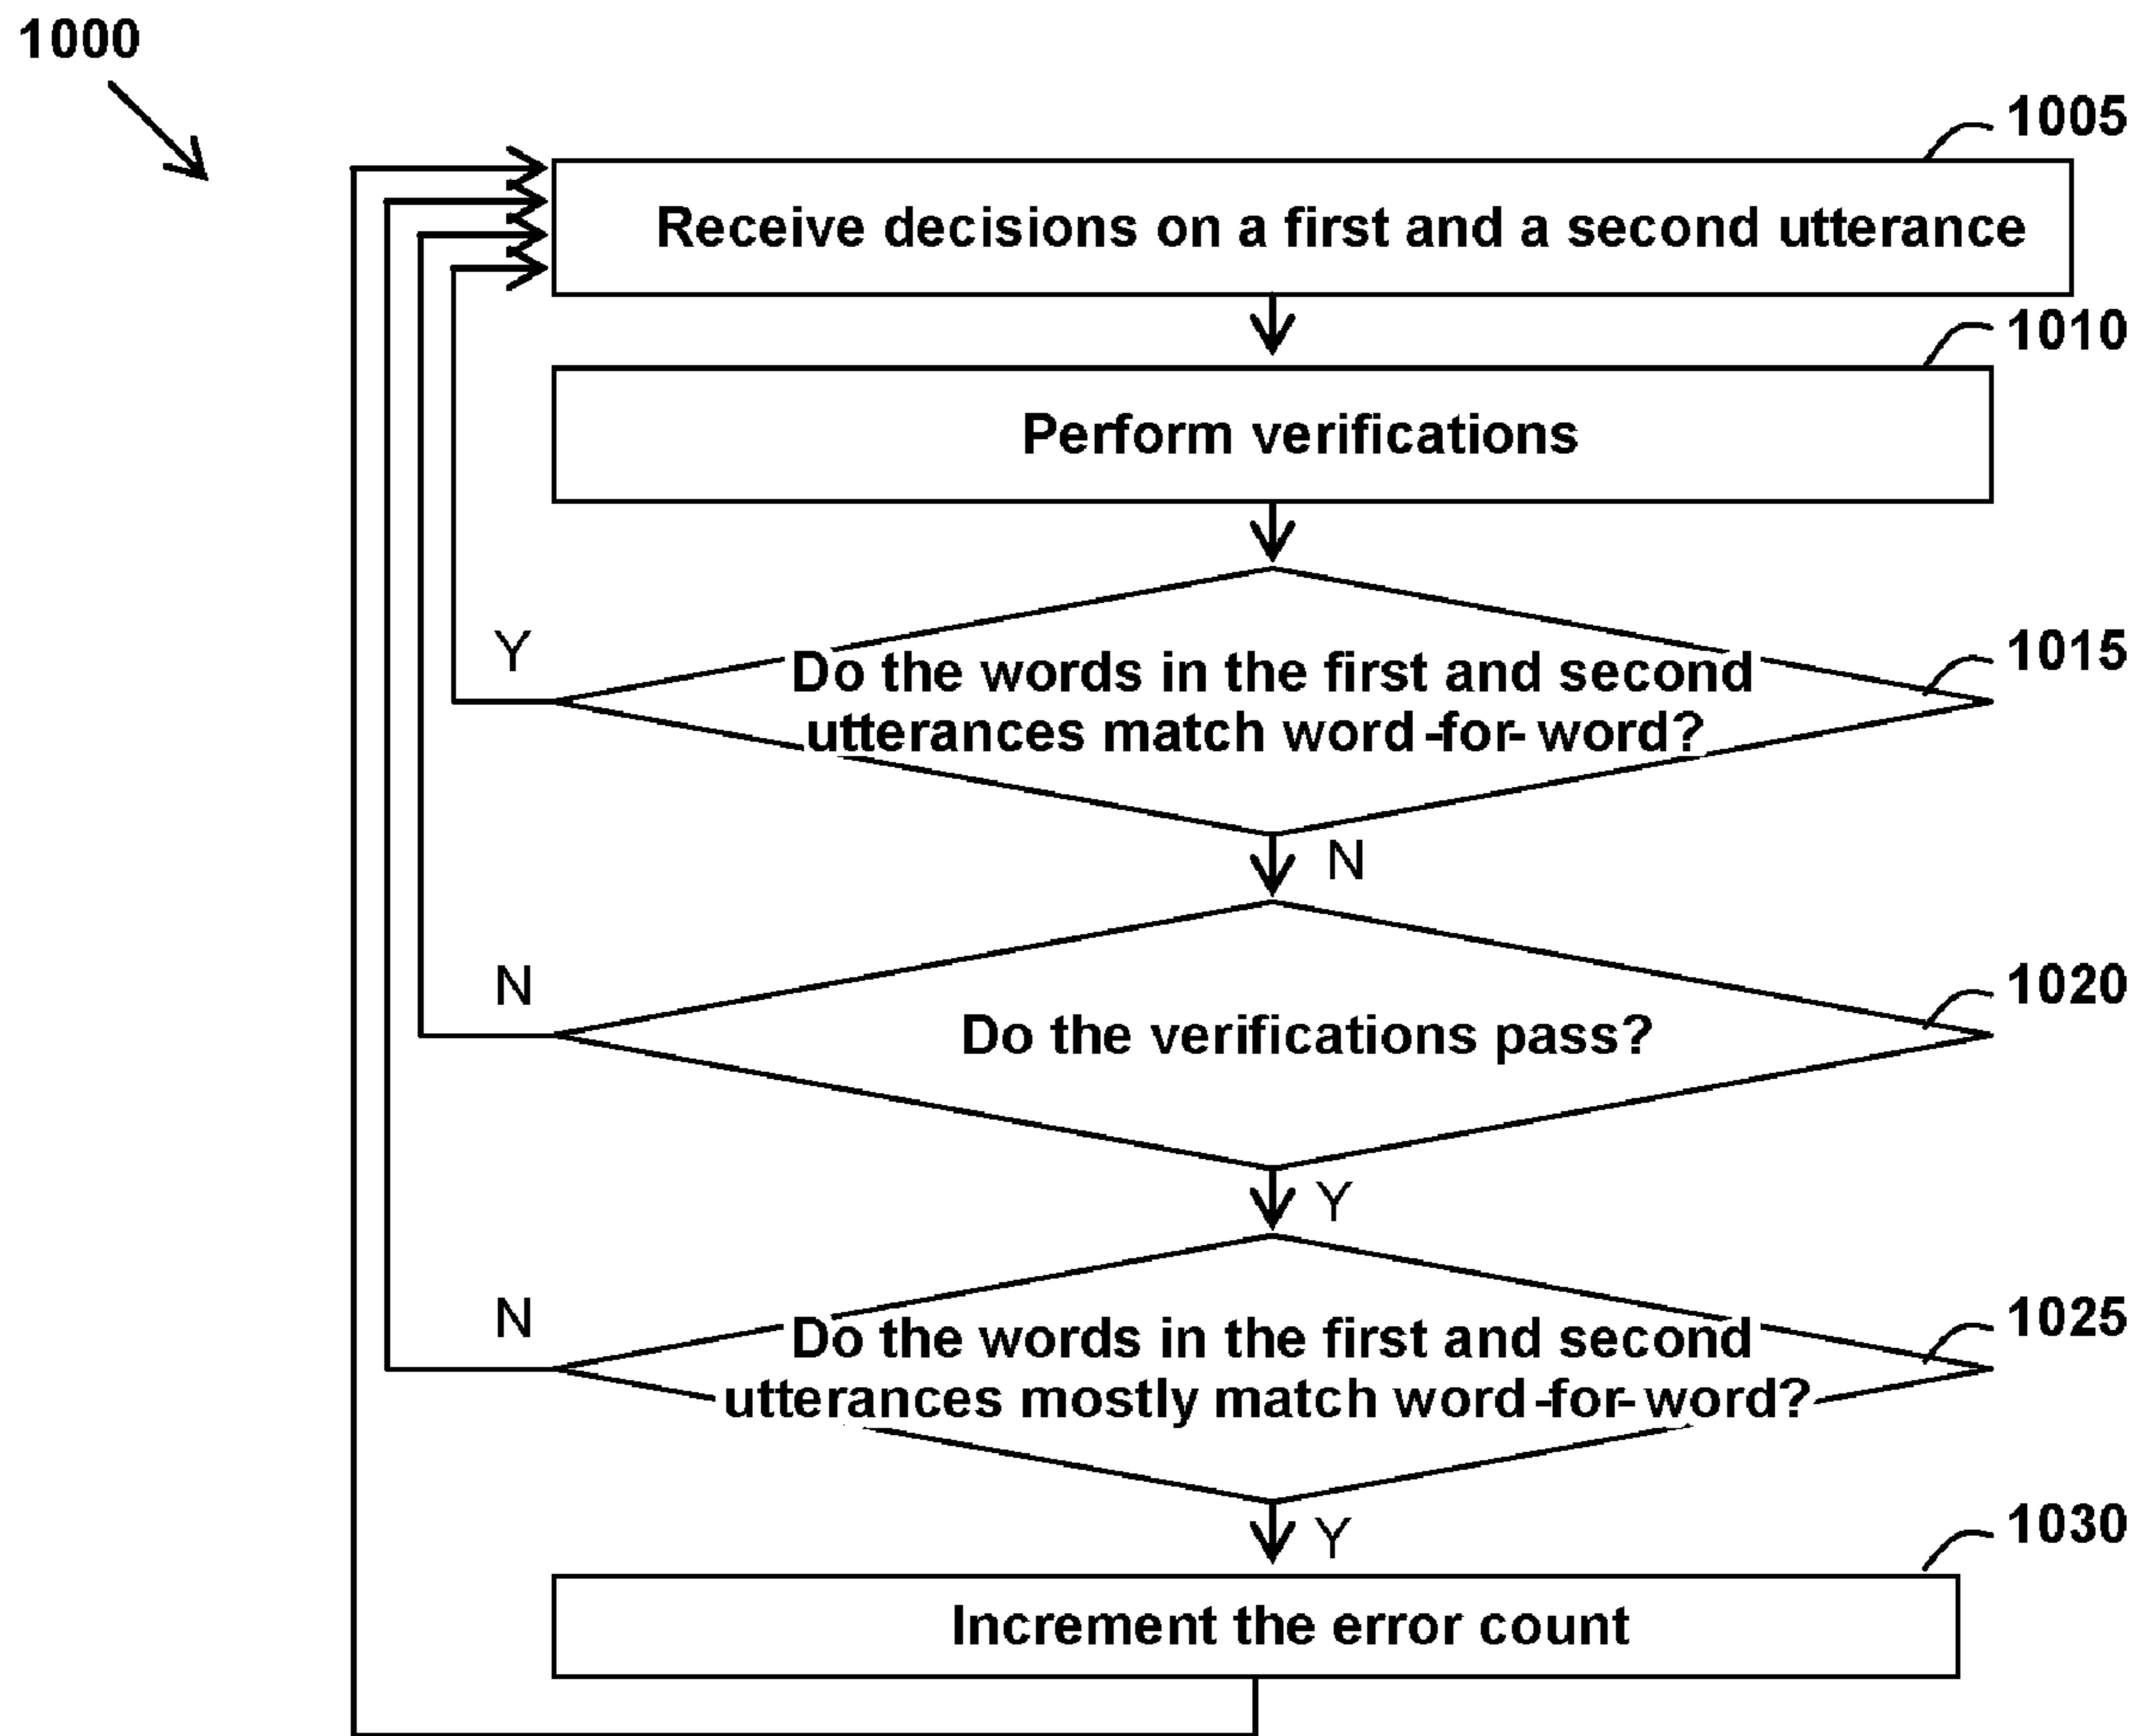 1000
1005
Receive decisions on a first and a second utterance
1010
Perform verifications
1015
Y
Do the words in the first and second
utterances match word-for-word?
N
1020
N
Do the verifications pass?
Y
1025
N
Do the words in the first and second
utterances mostly match word-for-word?
Y
1030
Increment the error count